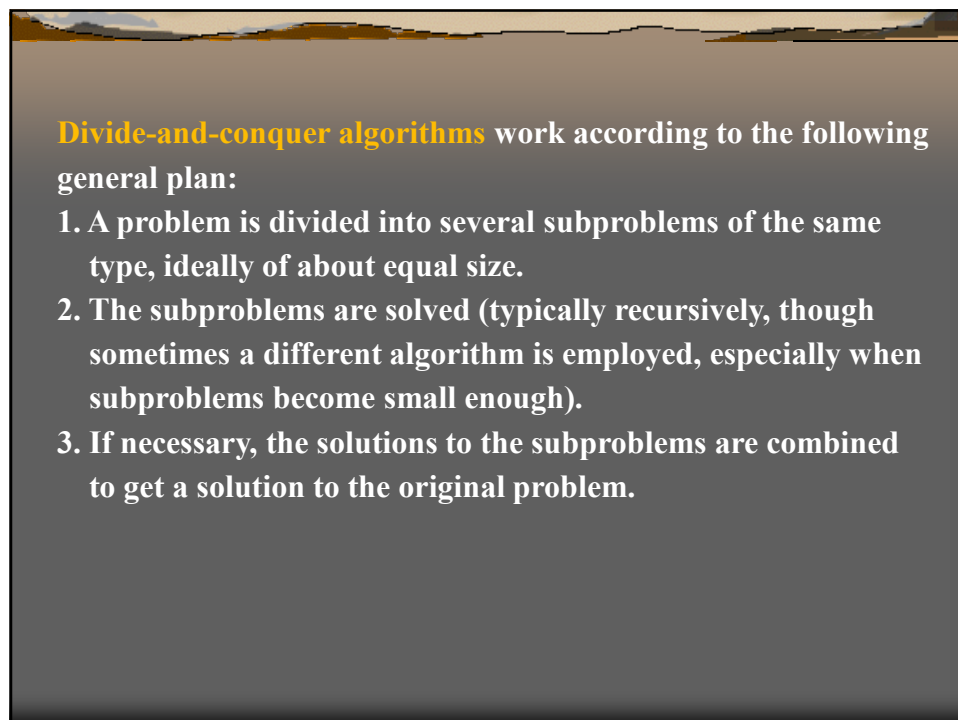 Divide-and-conquer algorithms work according to the following
general plan:
1. A problem is divided into several subproblems of the same
type, ideally of about equal size.
2. The subproblems are solved (typically recursively, though
sometimes a different algorithm is employed, especially when
subproblems become small enough).
3. If necessary, the solutions to the subproblems are combined
to get a solution to the original problem.